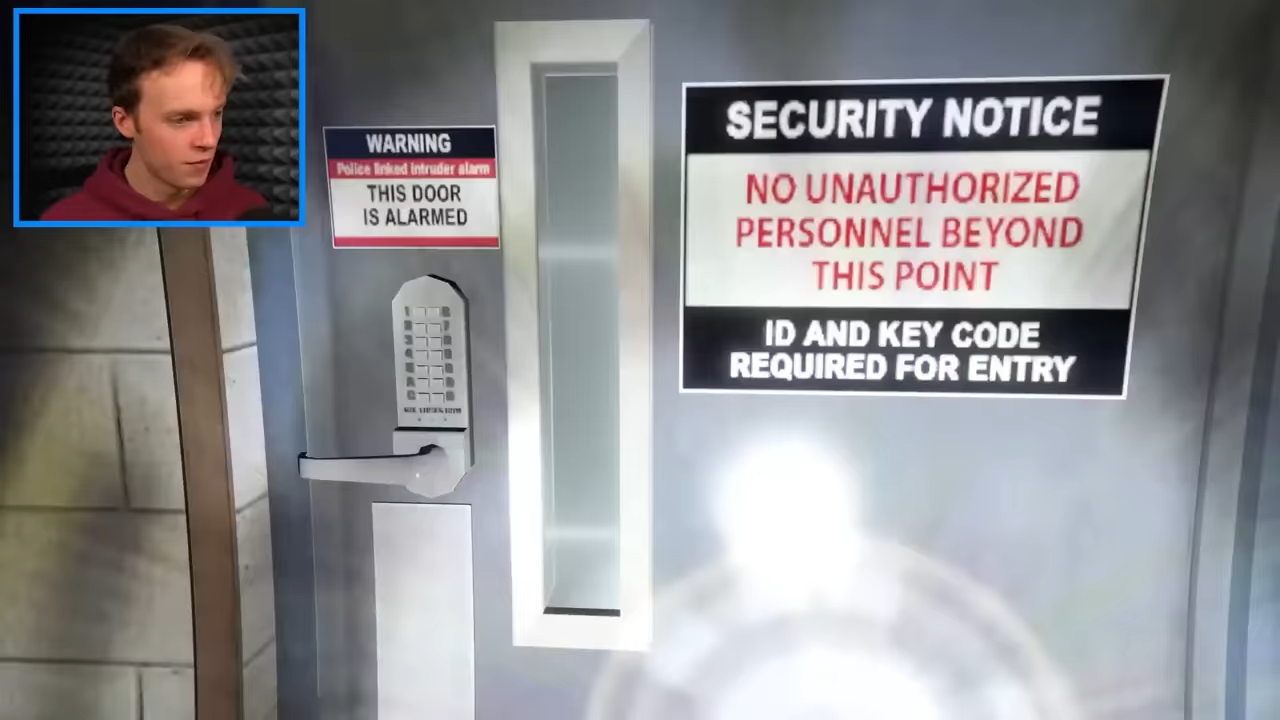 WARNING
Police linked intruder alarm
THIS DOOR
IS ALARMED
SECURITY NOTICE
NO UNAUTHORIZED
PERSONNEL BEYOND
THIS POINT
ID AND KEY CODE
REQUIRED FOR ENTRY